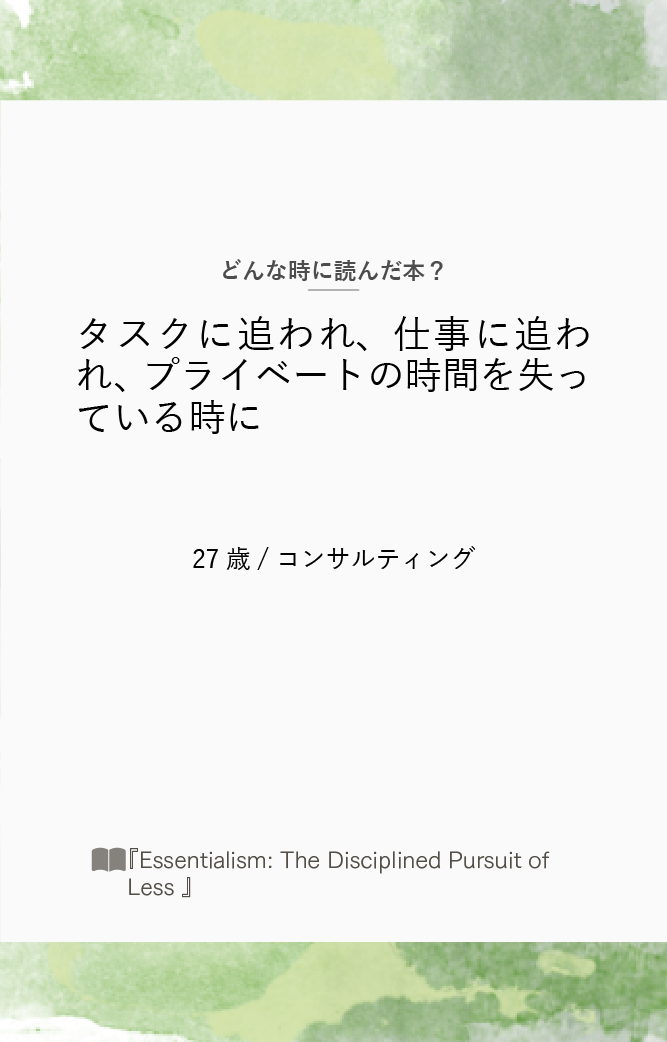 どんな時に読んだ本？
タスクに追われ、仕事に追わ
れ、プライベートの時間を失っ
ている時に
27 歳 / コンサルティング
『Essentialism: The Disciplined Pursuit of
Less 』